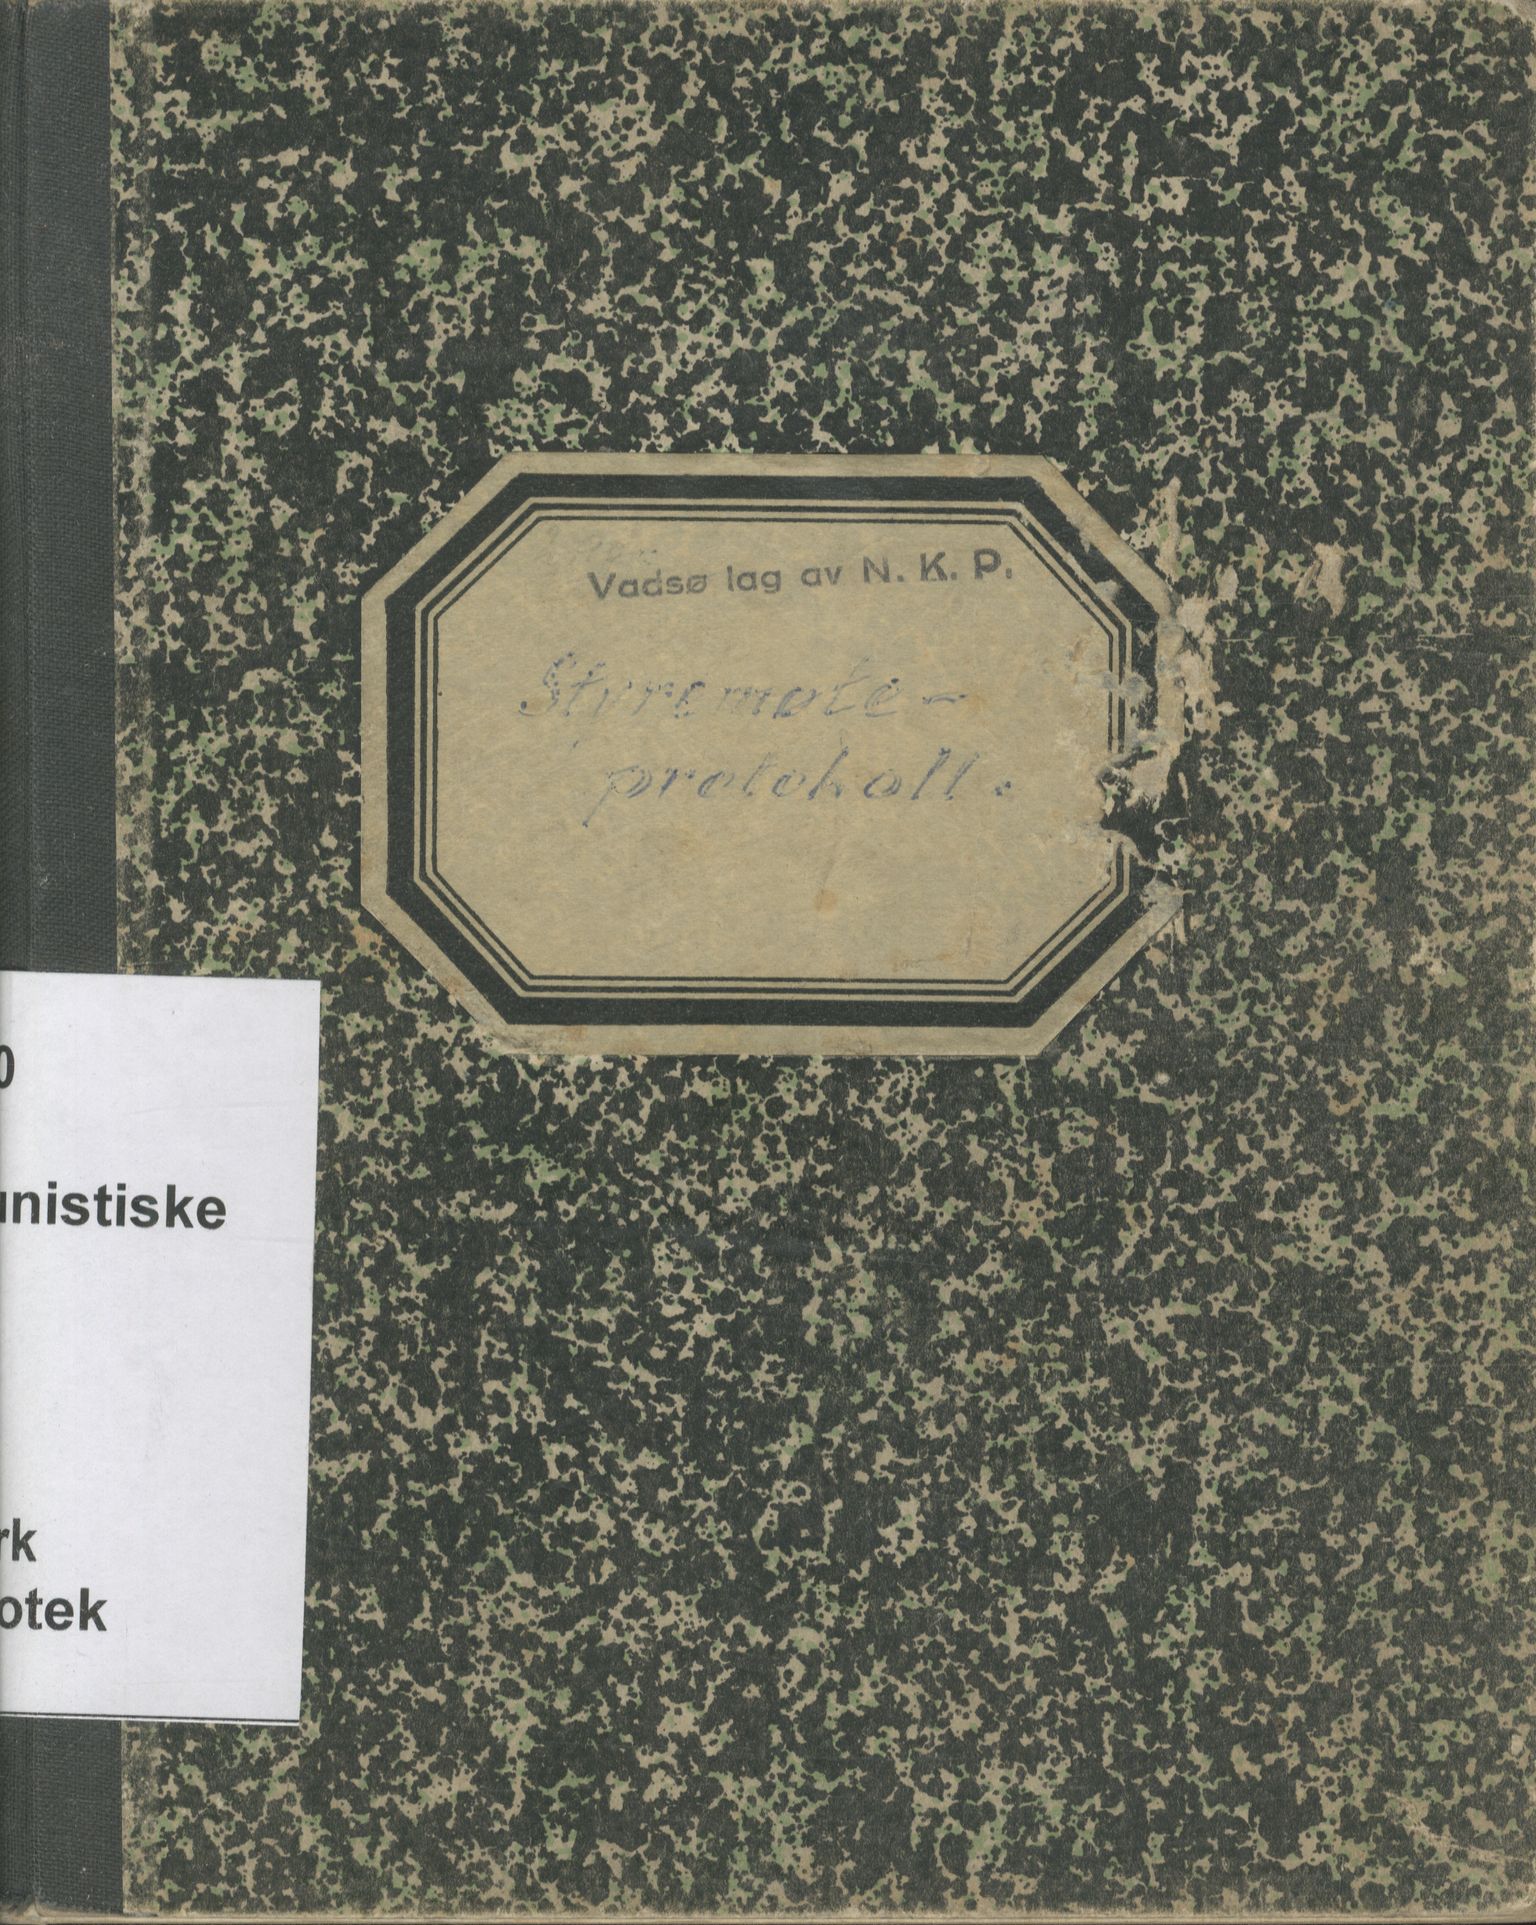 Vadsø lag av N. K. P.
Styremøte-
protokoll.
0
unistiske
rk
otek